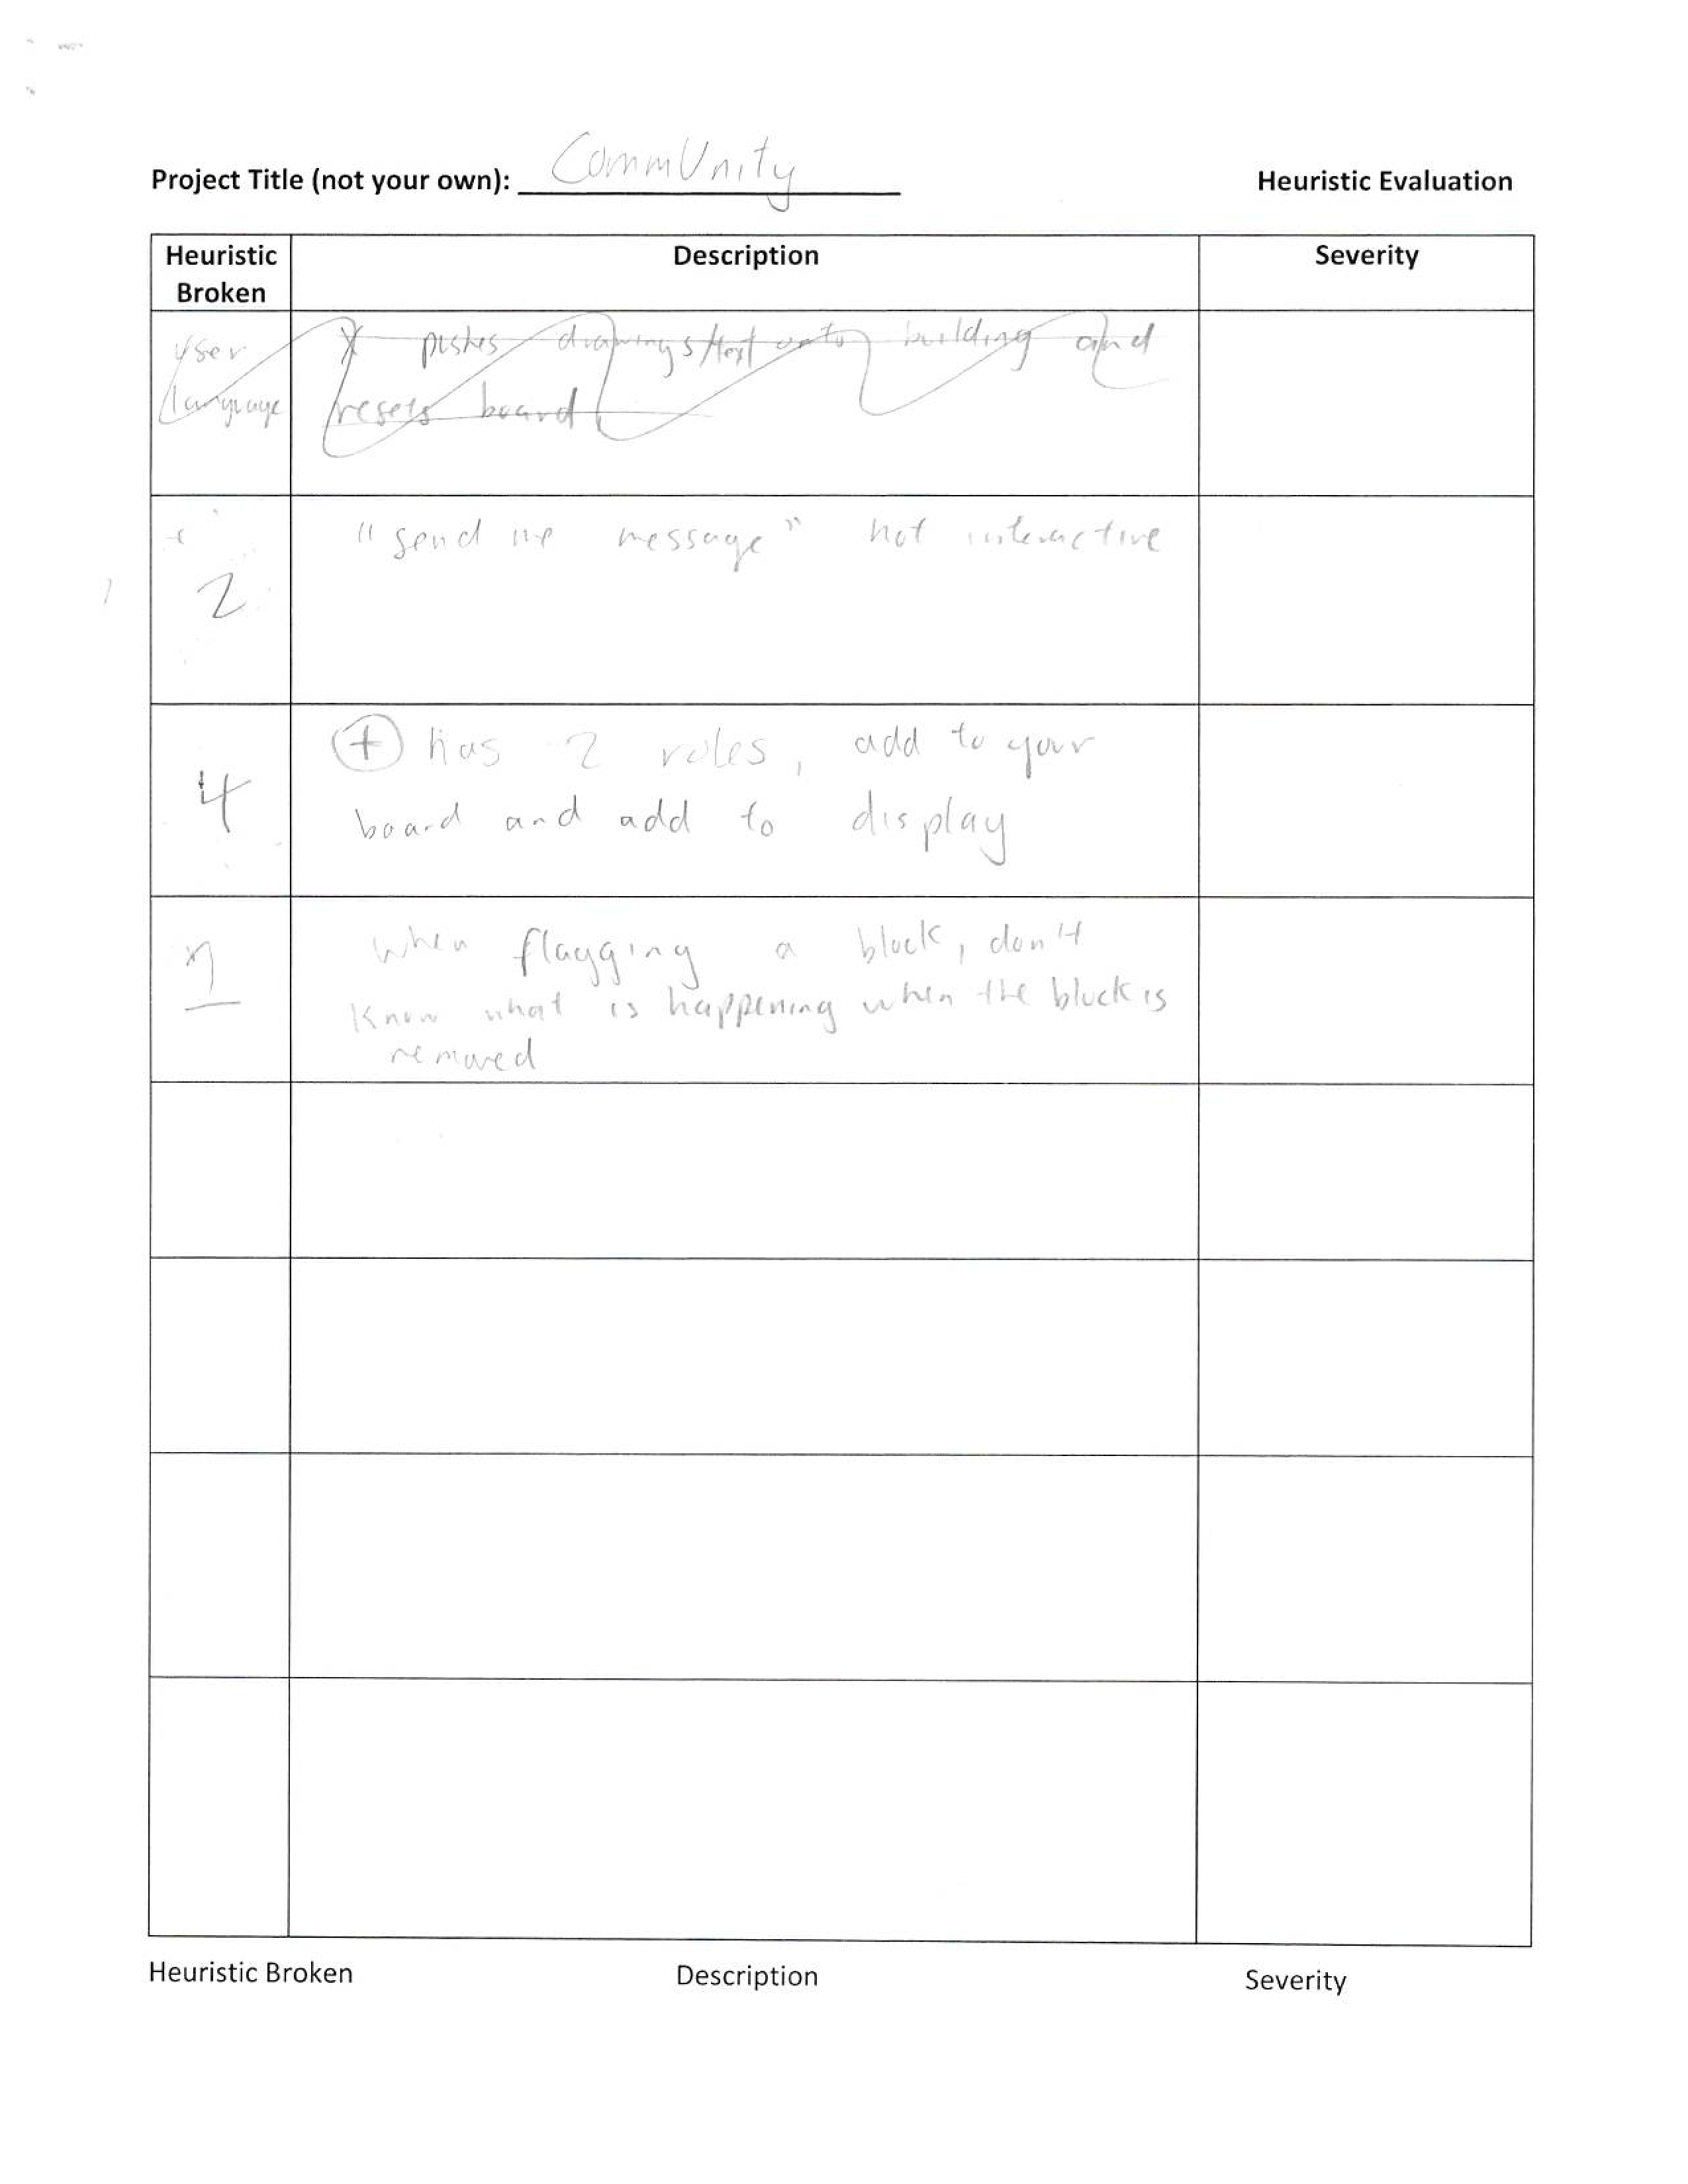 Project Title (not your own): CommUnity
Heuristic Evaluation
Heuristic Broken
Description
Severity
User
language
X pushes drawings/text onto building and
resets board
2
"send me message" not interactive
4
+ has 2 roles, add to your
board and add to display
1
When flagging a block, don't
know what is happening when the block is
removed
Heuristic Broken
Description
Severity